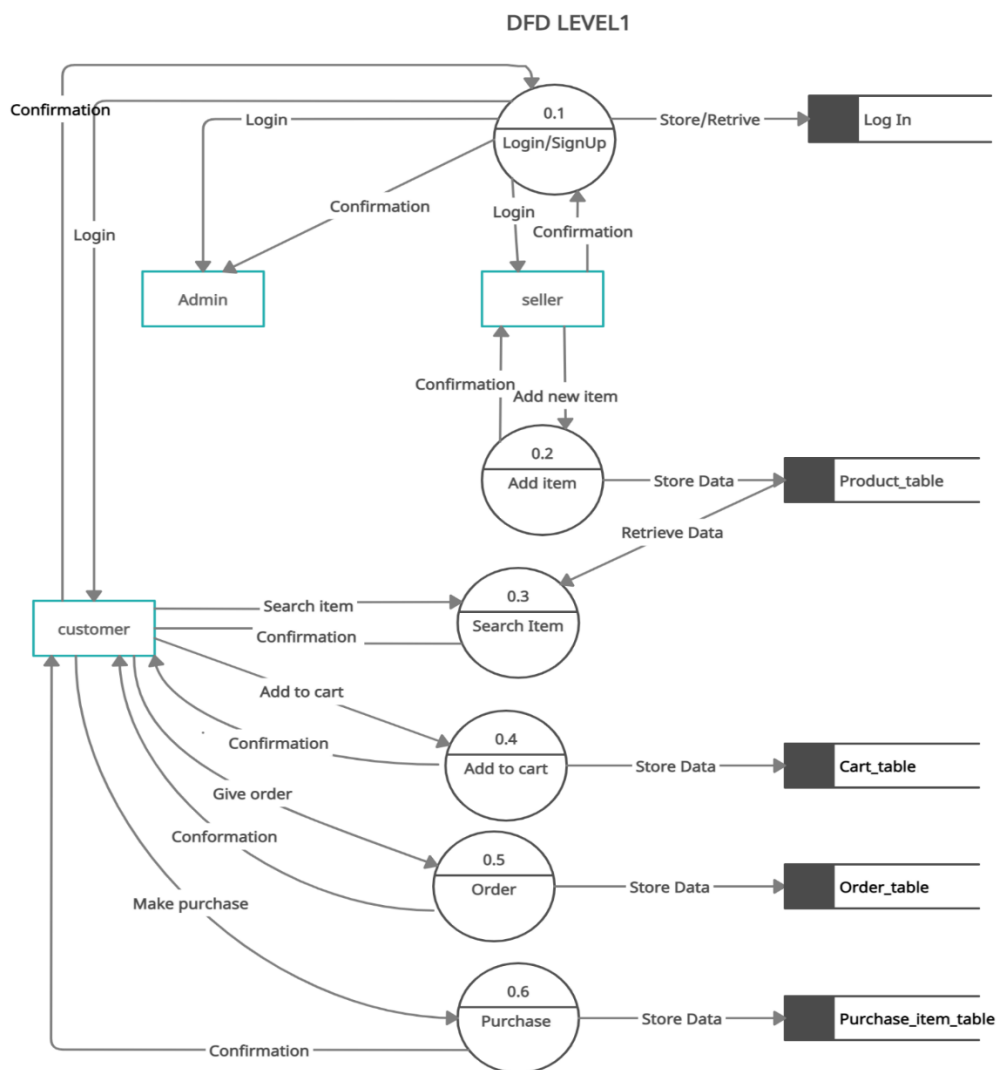 DFD LEVEL1
Confirmation
Login
Store/Retrive
0.1
Login/SignUp
Log In
Confirmation
Login
Confirmation
Login
Admin
seller
Confirmation
Add new item
0.2
Add item
Store Data
Product_table
Retrieve Data
0.3
Search Item
Search item
Confirmation
customer
Add to cart
Confirmation
0.4
Add to cart
Store Data
Cart_table
Give order
Conformation
0.5
Order
Store Data
Order_table
Make purchase
0.6
Purchase
Store Data
Purchase_item_table
Confirmation